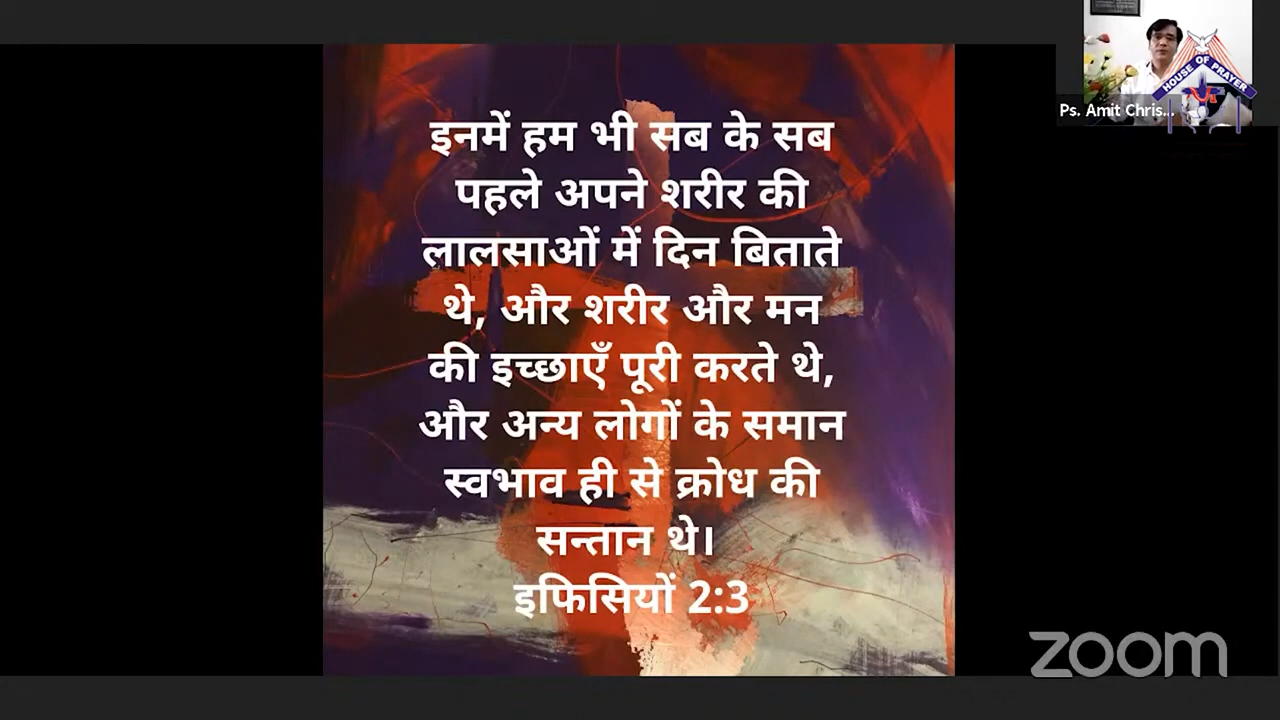 इनमें हम भी सब के सब
पहले अपने शरीर की
लालसाओं में दिन बिताते
थे, और शरीर और मन
की इच्छाएँ पूरी करते थे,
और अन्य लोगों के समान
स्वभाव ही से क्रोध की
सन्तान थे।
इफिसियों 2:3
HOUSE OF PRAYER
Ps. Amit Chris...
zoom